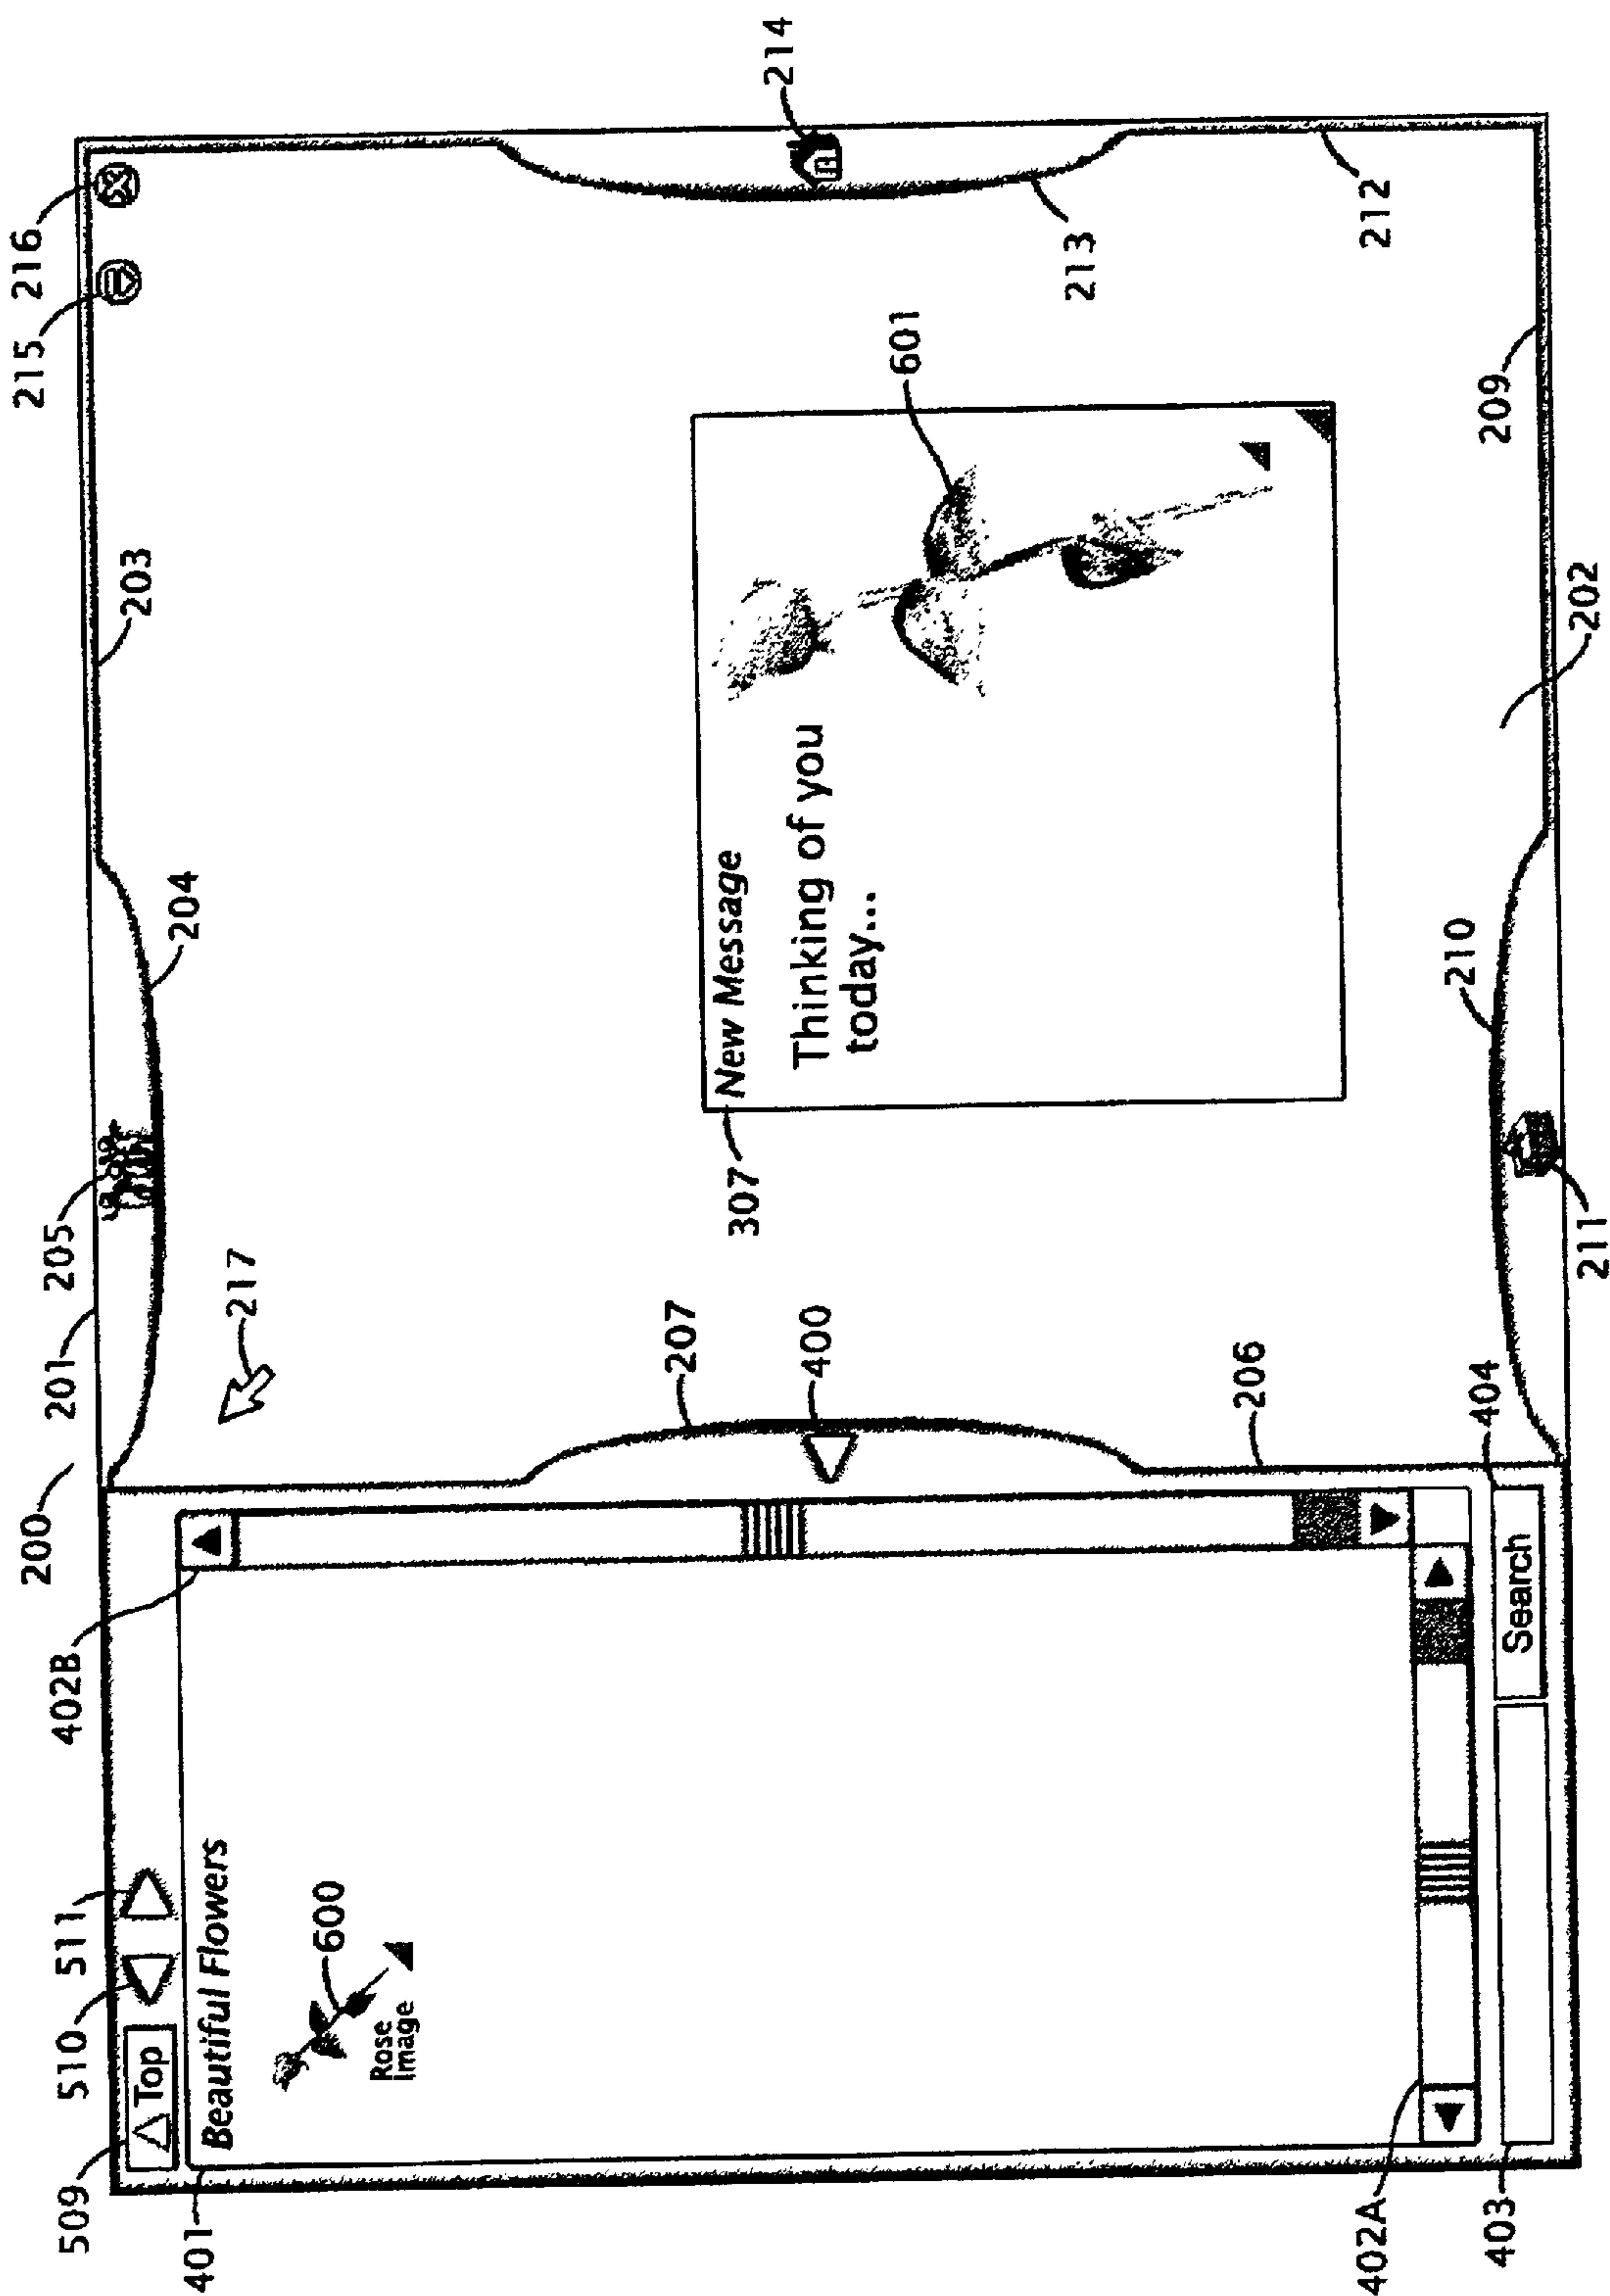 200
201
205
204
203
215
216
509
Top
510
511
402B
217
401
Beautiful Flowers
600
Rose
Image
207
400
206
307
New Message
Thinking of you
today...
601
214
213
212
402A
403
Search
404
210
211
202
209